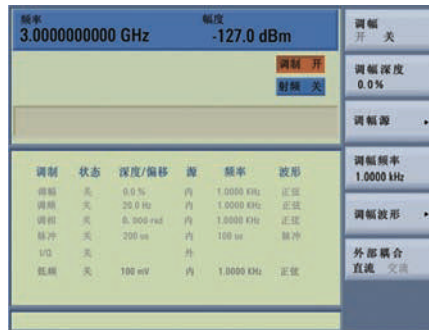 频率 幅度
3.0000000000 GHz -127.0 dBm
调制 开
射频 关
调制 状态 深度/偏移 源 频率 波形
调幅 关 0.0 % 内 1.0000 KHz 正弦
调频 关 20.0 Hz 内 1.0000 KHz 正弦
调相 关 0.000 rad 内 1.0000 KHz 正弦
脉冲 关 200 us 内 100 us 脉冲
I/Q 关 外
低频 关 100 mV 内 1.0000 KHz 正弦
调幅
开 关
调幅深度
0.0 %
调幅源
调幅频率
1.0000 kHz
调幅波形
外部耦合
直流 交流